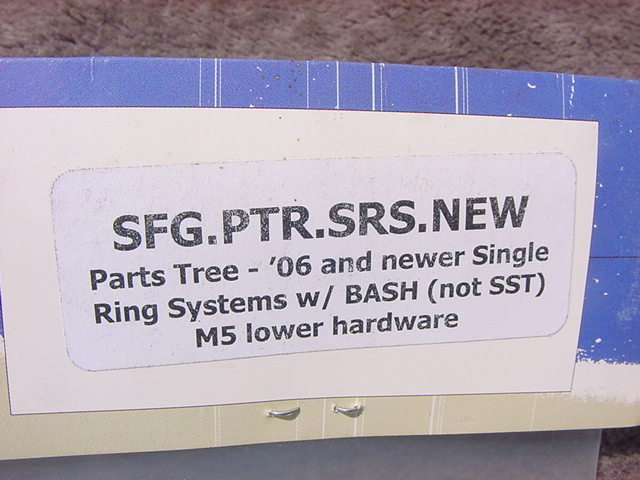 SFG.PTR.SRS.NEW
Parts Tree - '06 and newer Single
Ring Systems w/ BASH (not SST)
M5 lower hardware